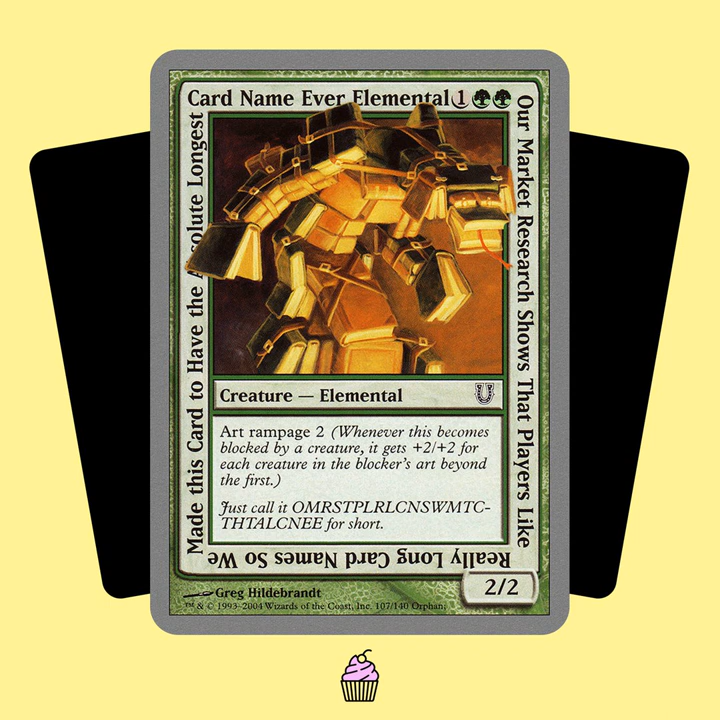 Our Market Research Shows That Players Like
Really Long Card Names So We
Made this Card to Have the Absolute Longest
Card Name Ever Elemental 1
Creature — Elemental
Art rampage 2 (Whenever this becomes
blocked by a creature, it gets +2/+2 for
each creature in the blocker's art beyond
the first.)
Just call it OMRSTPLRLCNSWMTC-
THTALCNEE for short.
2/2
Greg Hildebrandt
™ & © 1993–2004 Wizards of the Coast, Inc. 107/140 Orphan;